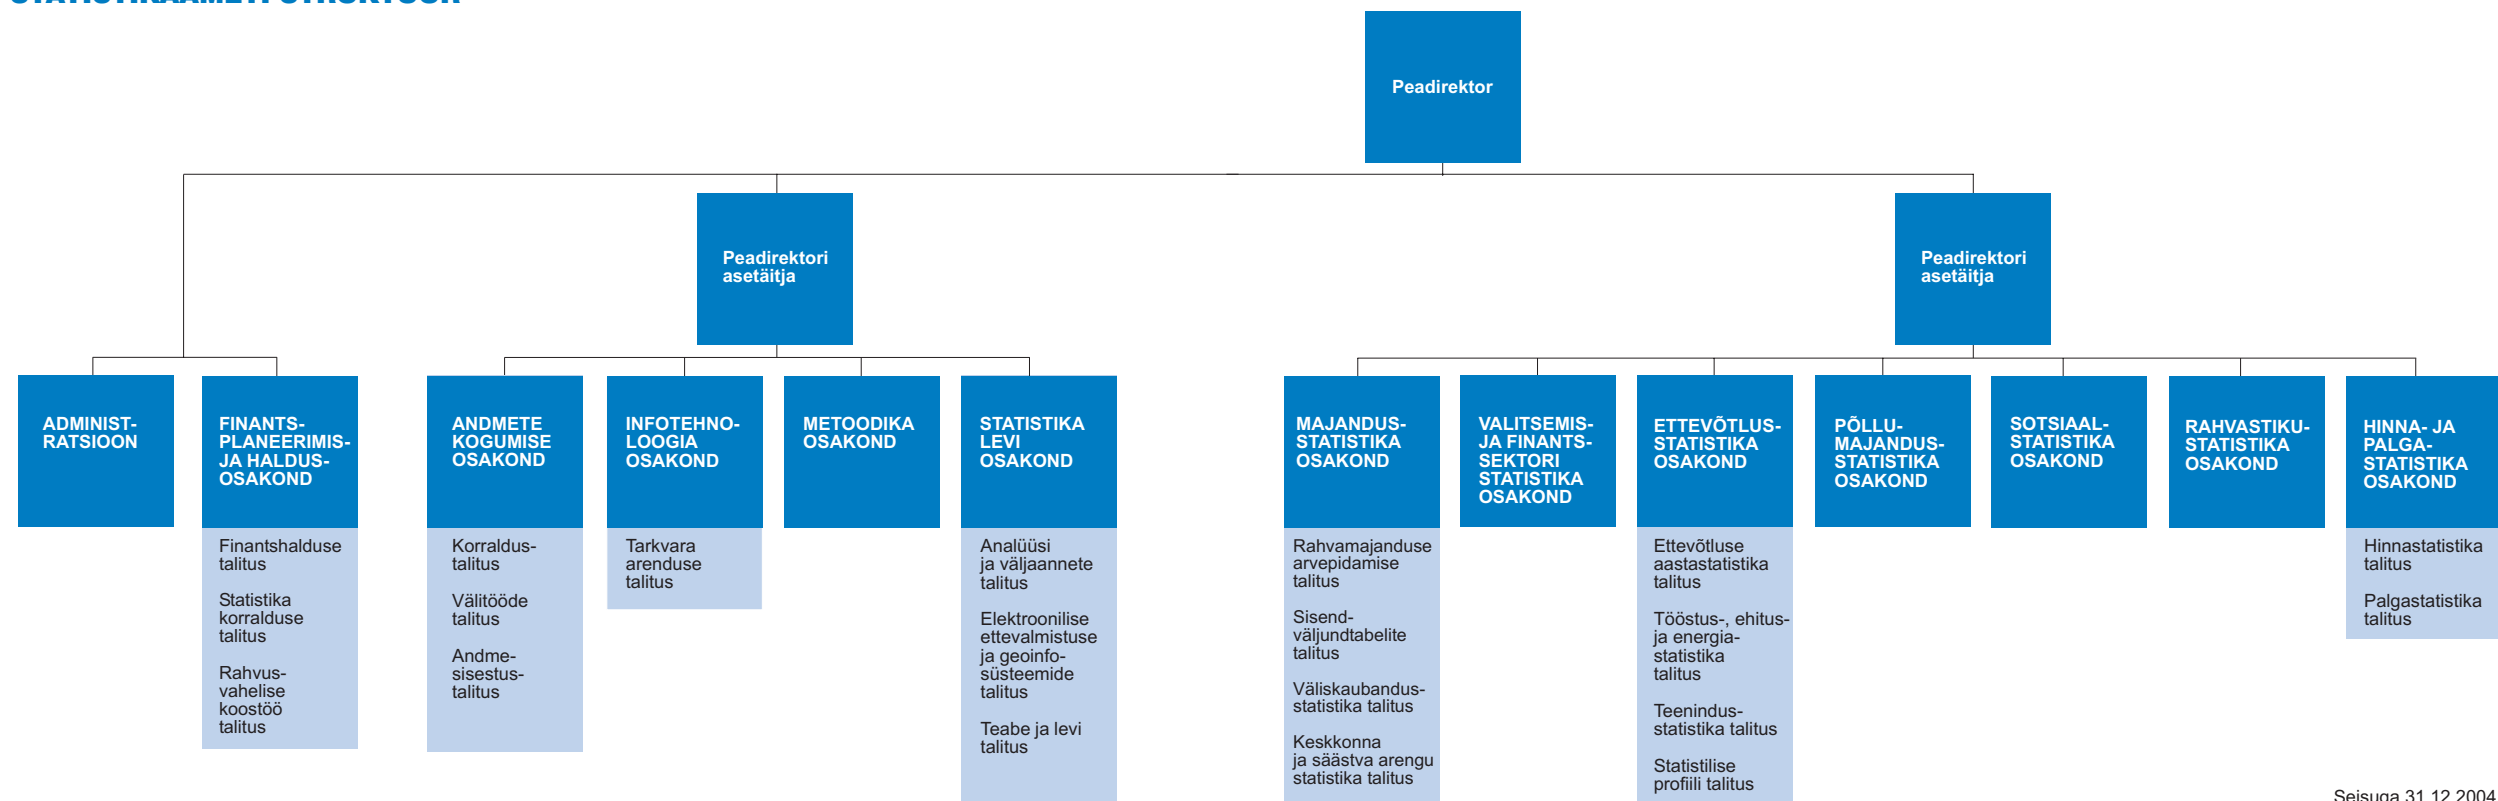 STATISTIKAAMETI STRUKTUUR
Peadirektor
Peadirektori
asetäitja
Peadirektori
asetäitja
ADMINIST-
RATSIOON
FINANTS-
PLANEERIMIS-
JA HALDUS-
OSAKOND
ANDMETE
KOGUMISE
OSAKOND
INFOTEHNO-
LOOGIA
OSAKOND
METOODIKA
OSAKOND
STATISTIKA
LEVI
OSAKOND
MAJANDUS-
STATISTIKA
OSAKOND
VALITSEMIS-
JA FINANTS-
SEKTORI
STATISTIKA
OSAKOND
ETTEVÕTLUS-
STATISTIKA
OSAKOND
PÕLLU-
MAJANDUS-
STATISTIKA
OSAKOND
SOTSIAAL-
STATISTIKA
OSAKOND
RAHVASTIKU-
STATISTIKA
OSAKOND
HINNA- JA
PALGA-
STATISTIKA
OSAKOND
Finantshalduse
talitus
Statistika
korralduse
talitus
Rahvus-
vahelise
koostöö
talitus
Korraldus-
talitus
Välitööde
talitus
Andme-
sisestus-
talitus
Tarkvara
arenduse
talitus
Analüüsi
ja väljaannete
talitus
Elektroonilise
ettevalmistuse
ja geoinfo-
süsteemide
talitus
Teabe ja levi
talitus
Rahvamajanduse
arvepidamise
talitus
Sisend-
väljundtabelite
talitus
Väliskaubandus-
statistika talitus
Keskkonna
ja säästva arengu
statistika talitus
Ettevõtluse
aastastatistika
talitus
Tööstus-, ehitus-
ja energia-
statistika
talitus
Teenindus-
statistika talitus
Statistilise
profiili talitus
Hinnastatistika
talitus
Palgastatistika
talitus
Seisuga 31.12.2004